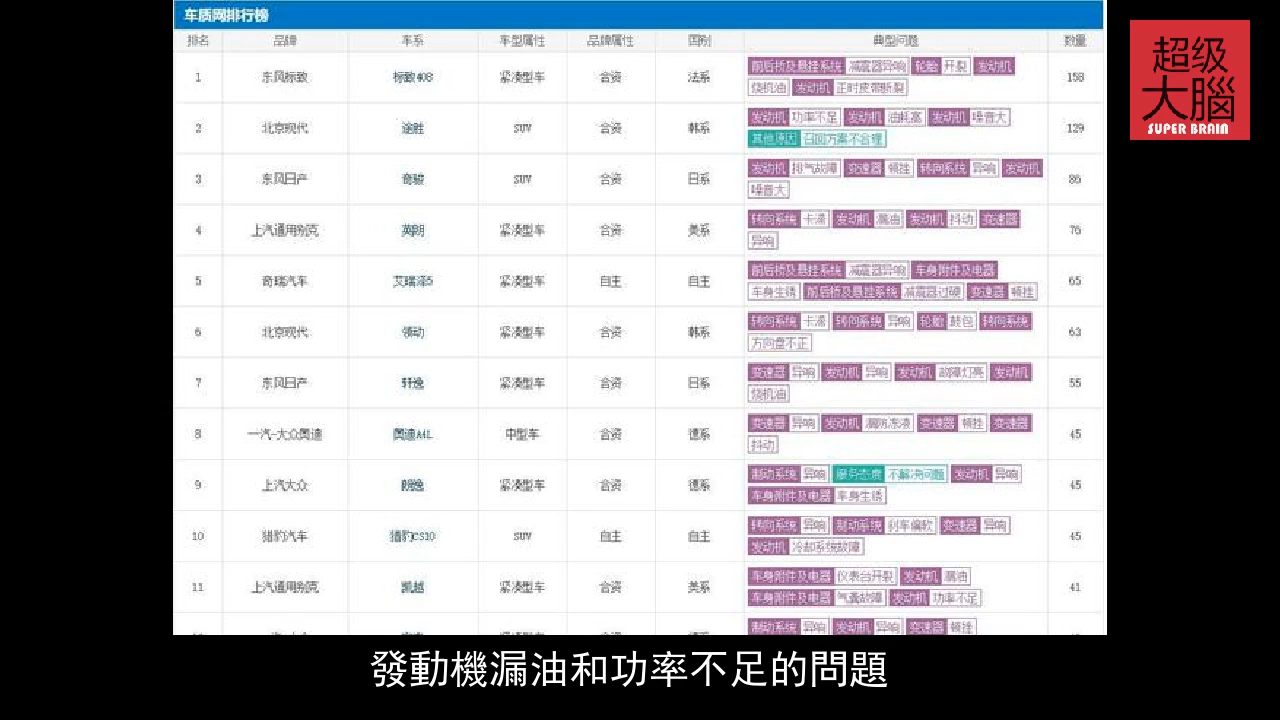 车质网排行榜
排名 品牌 车系 车型属性 品牌属性 国别 典型问题 数量
1 东风标致 标致408 紧凑型车 合资 法系 前后桥及悬挂系统 减震器异响 轮胎 开裂 发动机 158
烧机油 发动机 正时皮带断裂
2 北京现代 途胜 SUV 合资 韩系 发动机 功率不足 发动机 油耗高 发动机 噪音大 129
其他原因 召回方案不合理
3 东风日产 奇骏 SUV 合资 日系 发动机 排气故障 变速器 顿挫 转向系统 异响 发动机 86
噪音大
4 上汽通用别克 英朗 紧凑型车 合资 美系 转向系统 卡滞 发动机 漏油 发动机 抖动 变速器 76
异响
5 奇瑞汽车 艾瑞泽5 紧凑型车 自主 自主 前后桥及悬挂系统 减震器异响 车身附件及电器 65
车身生锈 前后桥及悬挂系统 减震器过硬 变速器 顿挫
6 北京现代 领动 紧凑型车 合资 韩系 转向系统 卡滞 转向系统 异响 轮胎 鼓包 转向系统 63
方向盘不正
7 东风日产 轩逸 紧凑型车 合资 日系 变速器 异响 发动机 异响 发动机 故障灯亮 发动机 55
烧机油
8 一汽-大众奥迪 奥迪A4L 中型车 合资 德系 变速器 异响 发动机 漏防冻液 变速器 顿挫 变速器 45
抖动
9 上汽大众 朗逸 紧凑型车 合资 德系 制动系统 异响 服务态度 不解决问题 发动机 异响 45
车身附件及电器 车身生锈
10 猎豹汽车 猎豹CS10 SUV 自主 自主 转向系统 异响 制动系统 刹车偏软 变速器 异响 45
发动机 冷却系统故障
11 上汽通用别克 凯越 紧凑型车 合资 美系 车身附件及电器 仪表台开裂 发动机 漏油 41
车身附件及电器 气囊故障 发动机 功率不足
制动系统 异响 发动机 异响 变速器 顿挫
超级
大腦
SUPER BRAIN
發動機漏油和功率不足的問題